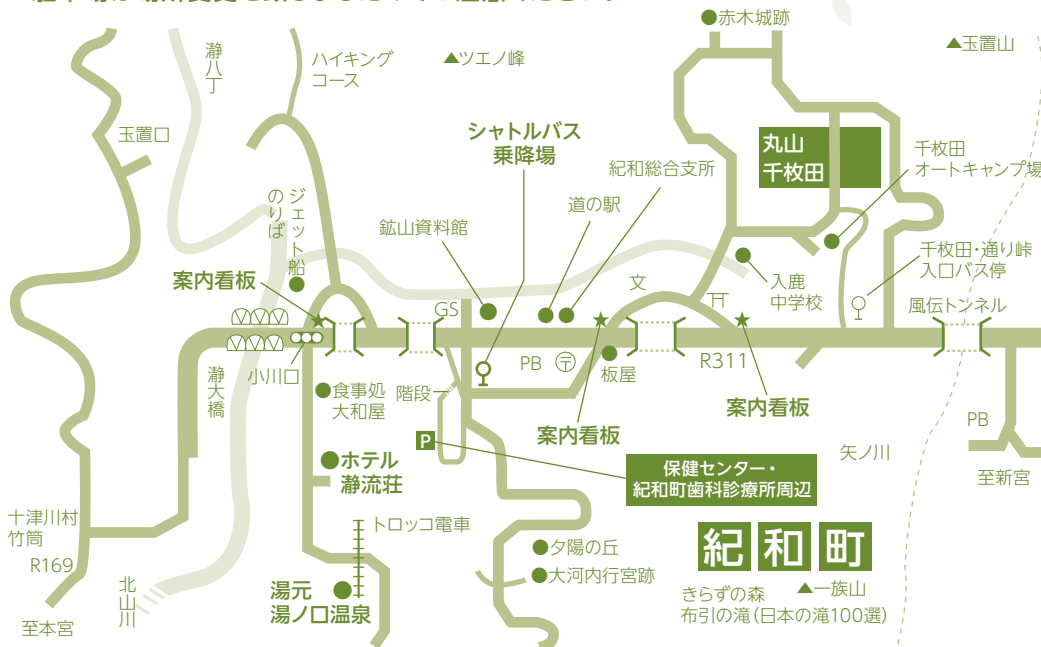 赤木城跡
▲玉置山
瀞八丁
ハイキング
コース
▲ツエノ峰
玉置口
シャトルバス
乗降場
丸山
千枚田
千枚田
オートキャンプ場
紀和総合支所
道の駅
ジェット船
のりば
鉱山資料館
千枚田・通り峠
入口バス停
案内看板
文
入鹿
中学校
風伝トンネル
GS
小川口
PB
〒
板屋
R311
瀞大橋
食事処
大和屋
階段
案内看板
案内看板
PB
P
矢ノ川
ホテル
瀞流荘
保健センター・
紀和町歯科診療所周辺
至新宮
十津川村
竹筒
トロッコ電車
紀和町
R169
夕陽の丘
大河内行宮跡
北山川
湯元
湯ノ口温泉
▲一族山
きらずの森
布引の滝(日本の滝100選)
至本宮